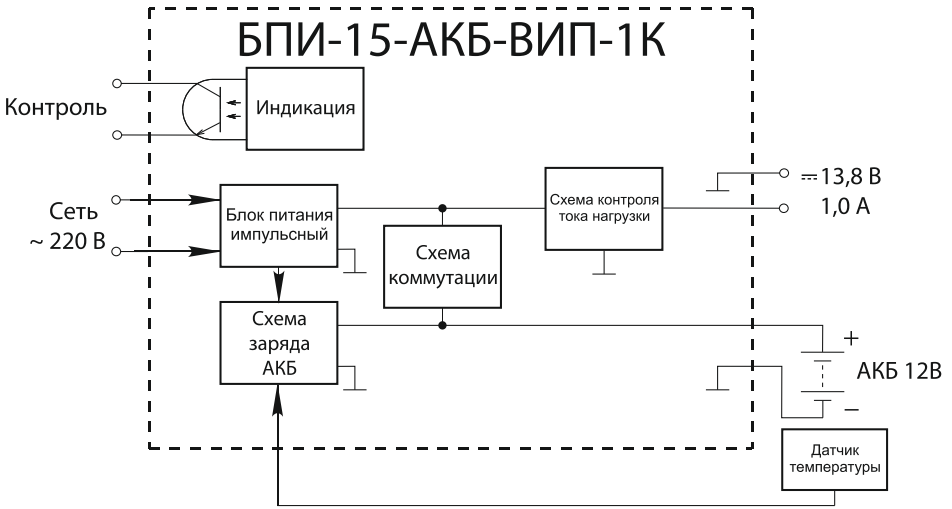 БПИ-15-АКБ-ВИП-1К
Контроль
Индикация
Сеть
~ 220 В
Блок питания
импульсный
Схема контроля
тока нагрузки
13,8 В
1,0 А
Схема
коммутации
Схема
заряда
АКБ
+
АКБ 12В
−
Датчик
температуры